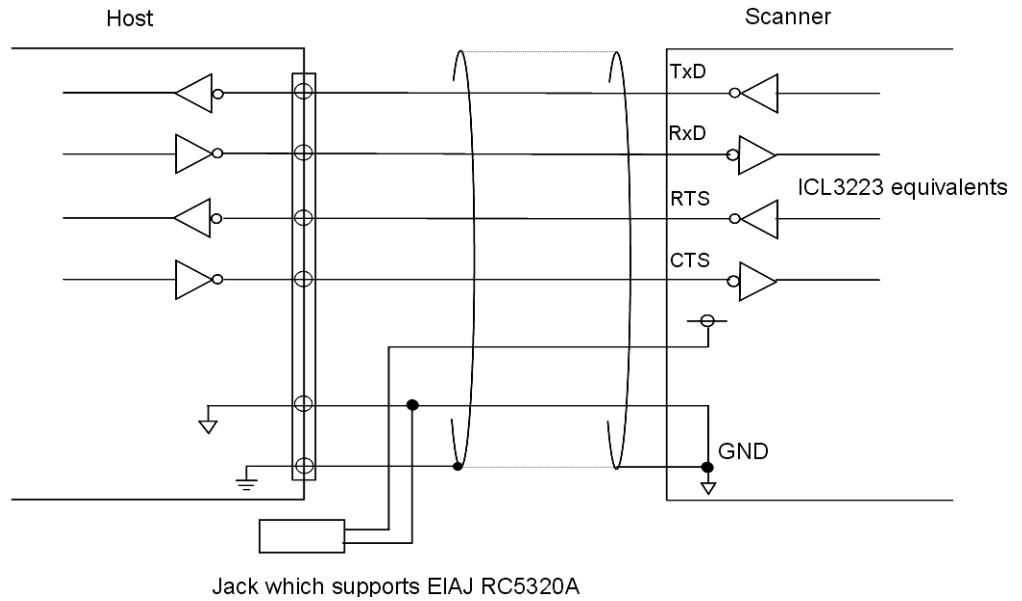 Host
Scanner
TxD
RxD
ICL3223 equivalents
RTS
CTS
GND
Jack which supports EIAJ RC5320A